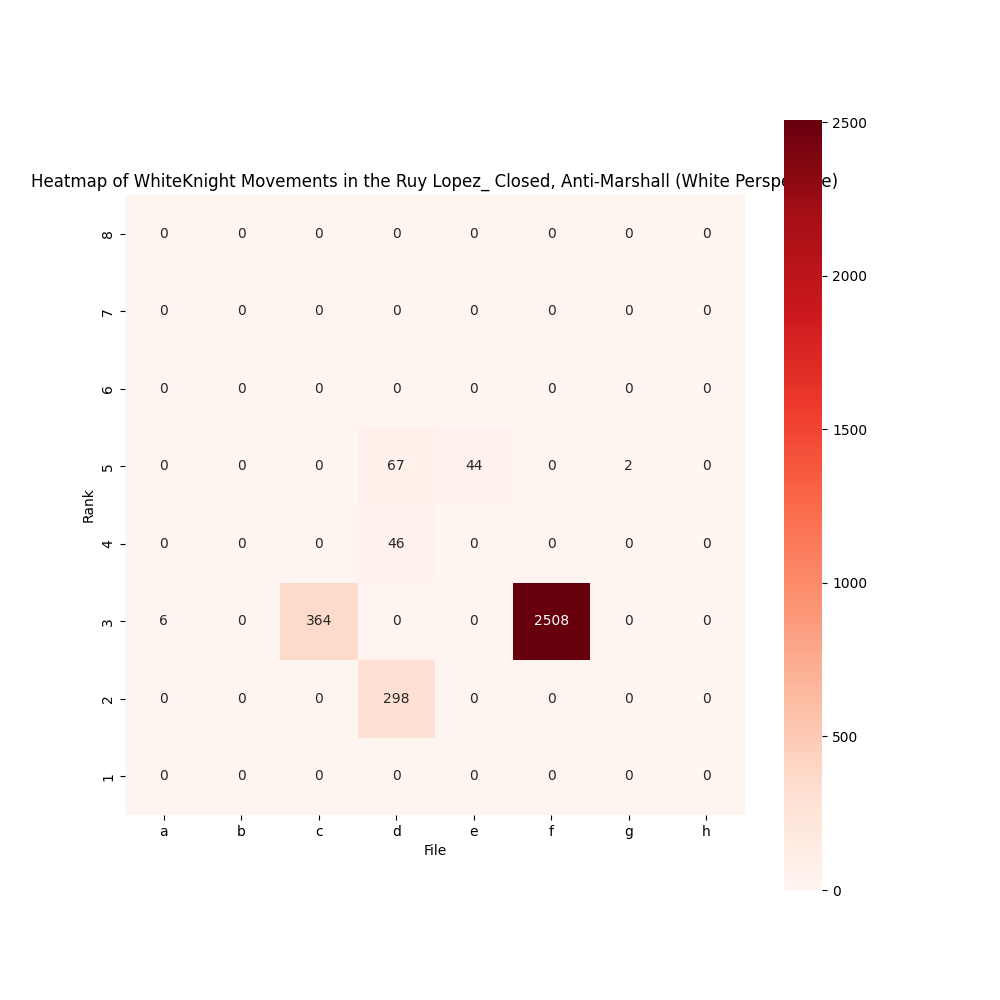 2500
Heatmap of WhiteKnight Movements in the Ruy Lopez_ Closed, Anti-Marshall (White Perspe e)
8 0 0 0 0 0 0 0 0
2000
7 0 0 0 0 0 0 0 0
6 0 0 0 0 0 0 0 0
1500
5 0 0 0 67 44 0 2 0
Rank
4 0 0 0 46 0 0 0 0
1000
3 6 0 364 0 0 2508 0 0
2 0 0 0 298 0 0 0 0
500
1 0 0 0 0 0 0 0 0
a b c d e f g h
File
0